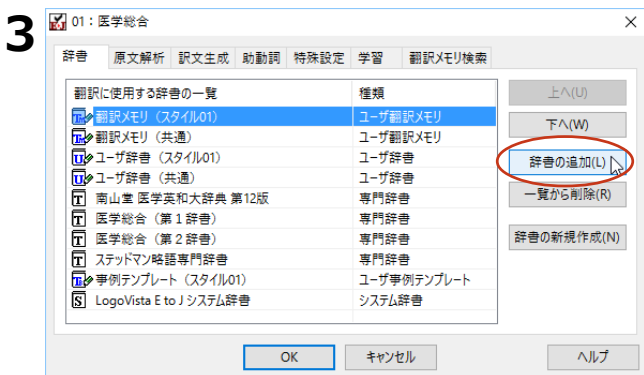 3
01：医学総合
辞書 原文解析 訳文生成 助動詞 特殊設定 学習 翻訳メモリ検索
翻訳に使用する辞書の一覧 種類
翻訳メモリ（スタイル01） ユーザ翻訳メモリ
翻訳メモリ（共通） ユーザ翻訳メモリ
ユーザ辞書（スタイル01） ユーザ辞書
ユーザ辞書（共通） ユーザ辞書
南山堂 医学英和大辞典 第12版 専門辞書
医学総合（第１辞書） 専門辞書
医学総合（第２辞書） 専門辞書
ステッドマン略語専門辞書 専門辞書
事例テンプレート（スタイル01） ユーザ事例テンプレート
LogoVista E to J システム辞書 システム辞書
上へ(U)
下へ(W)
辞書の追加(L)
一覧から削除(R)
辞書の新規作成(N)
OK キャンセル ヘルプ